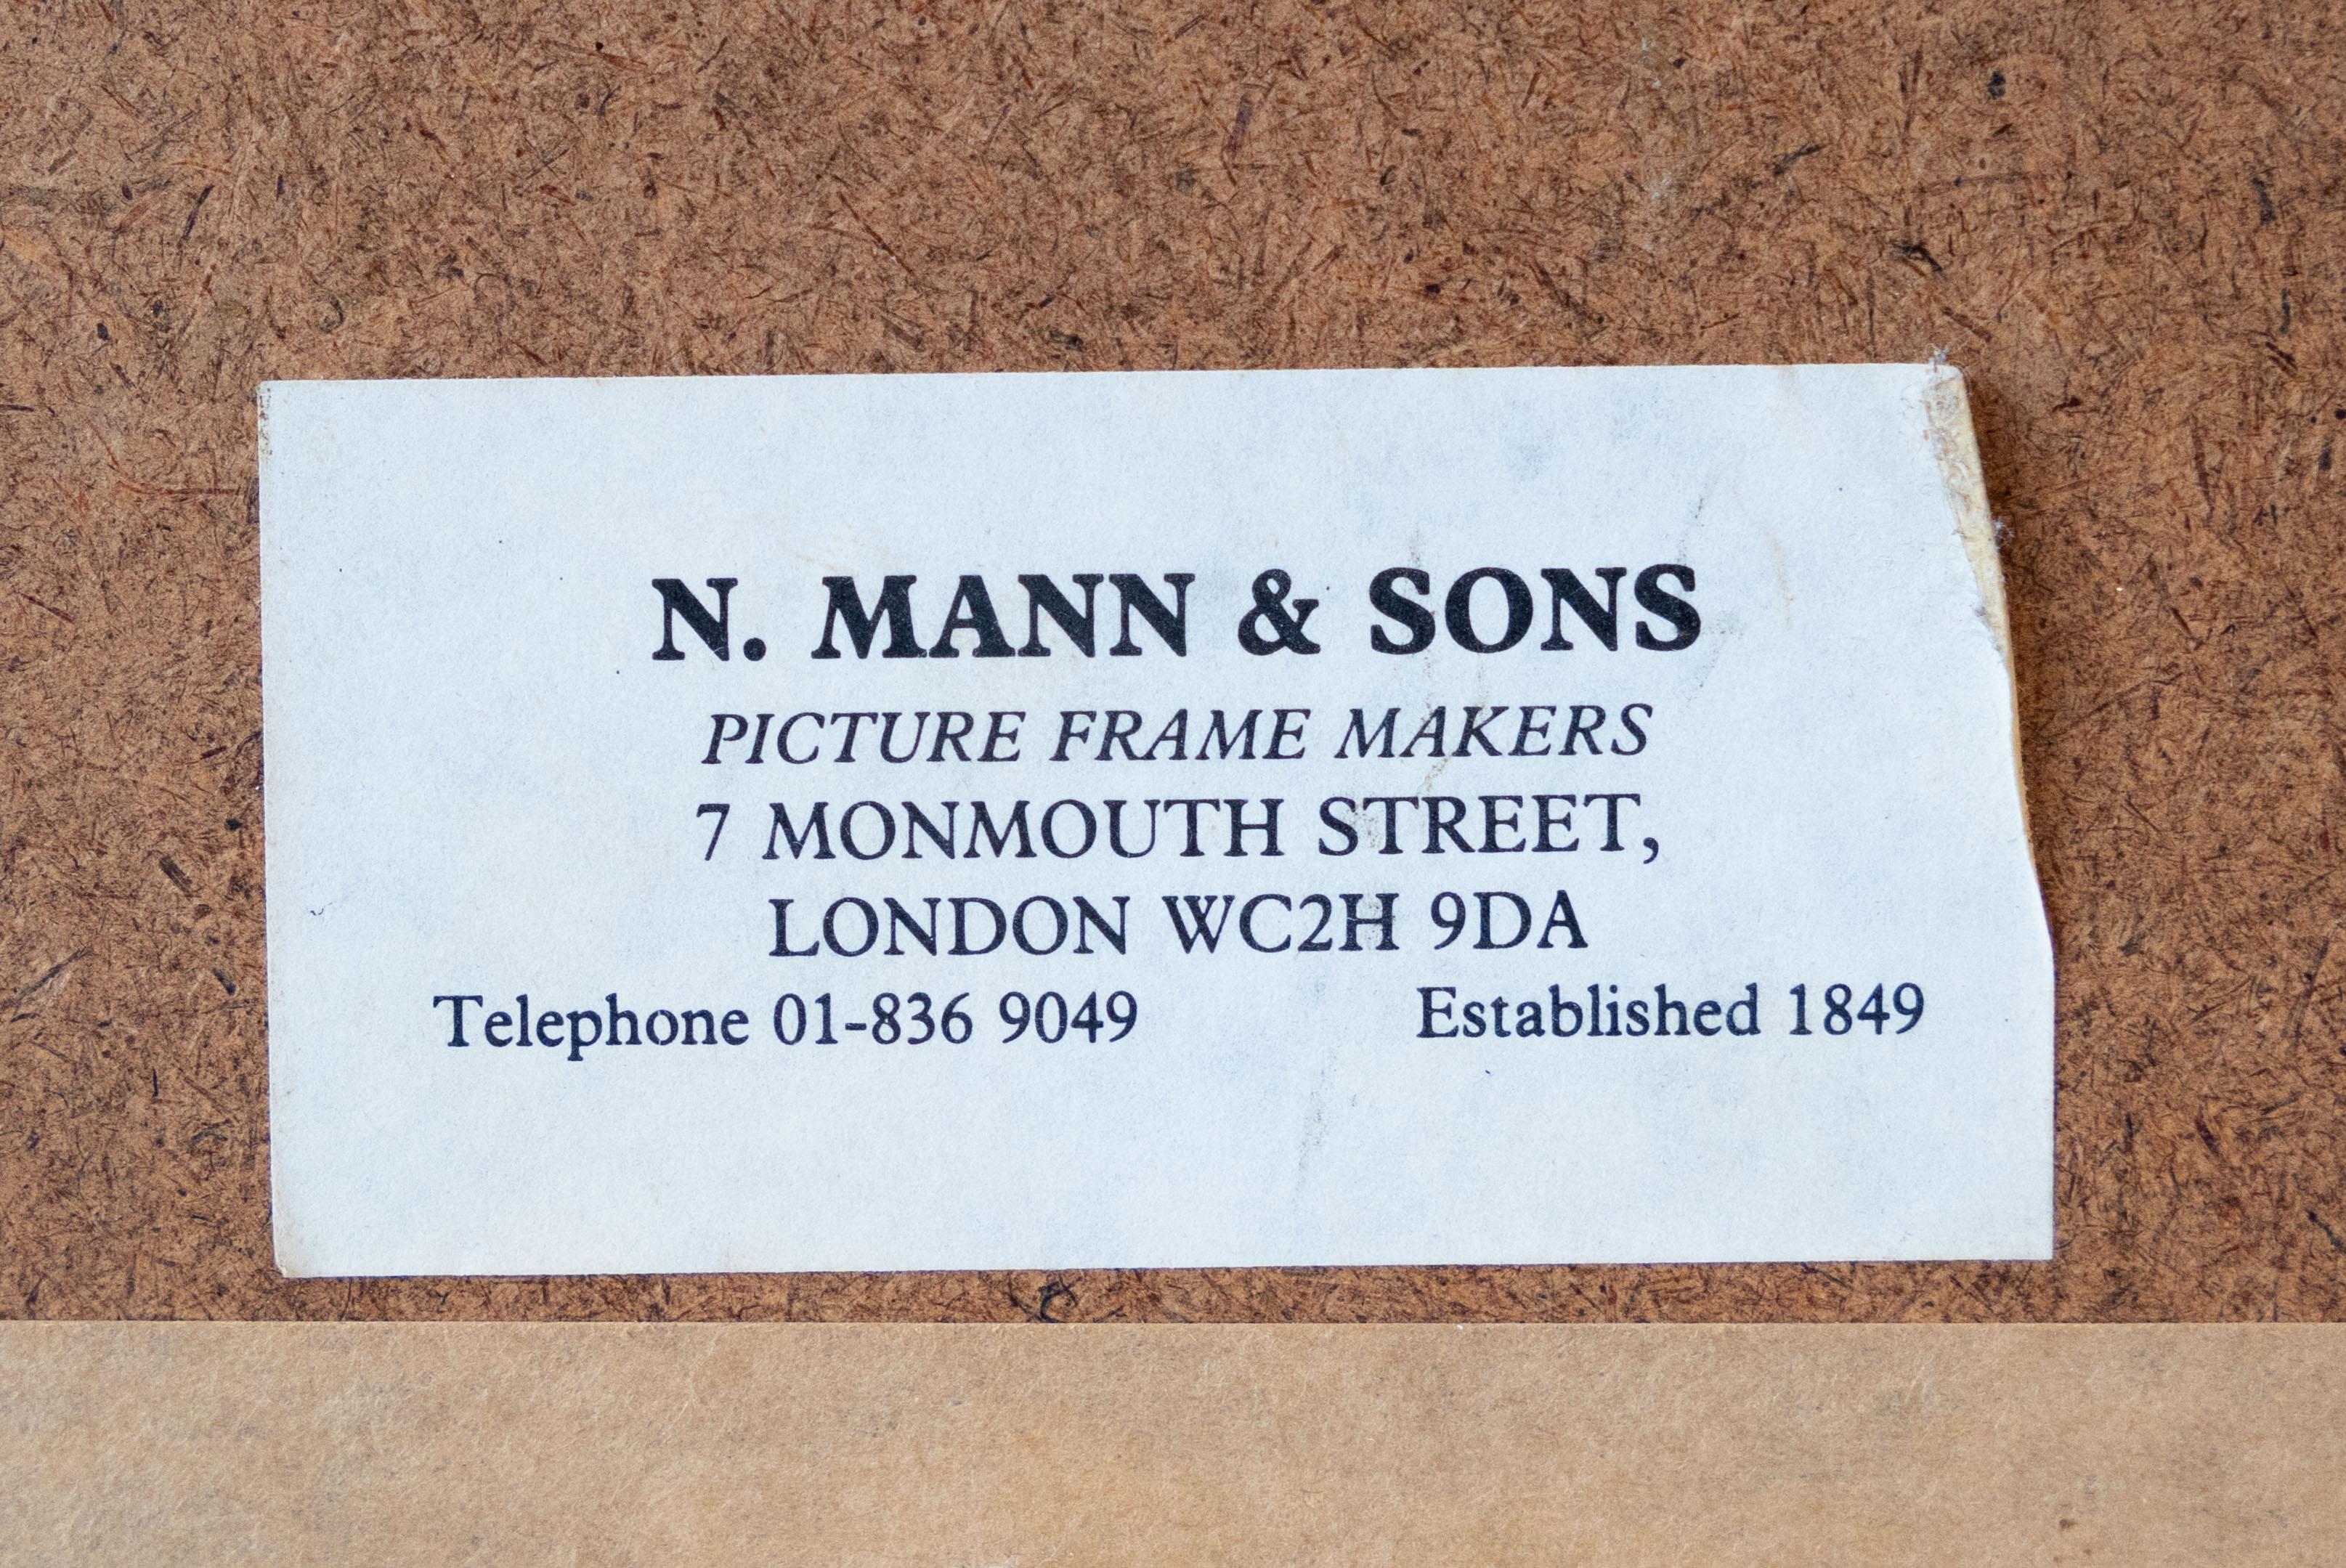 N. MANN & SONS
PICTURE FRAME MAKERS
7 MONMOUTH STREET,
LONDON WC2H 9DA
Telephone 01-836 9049 Established 1849